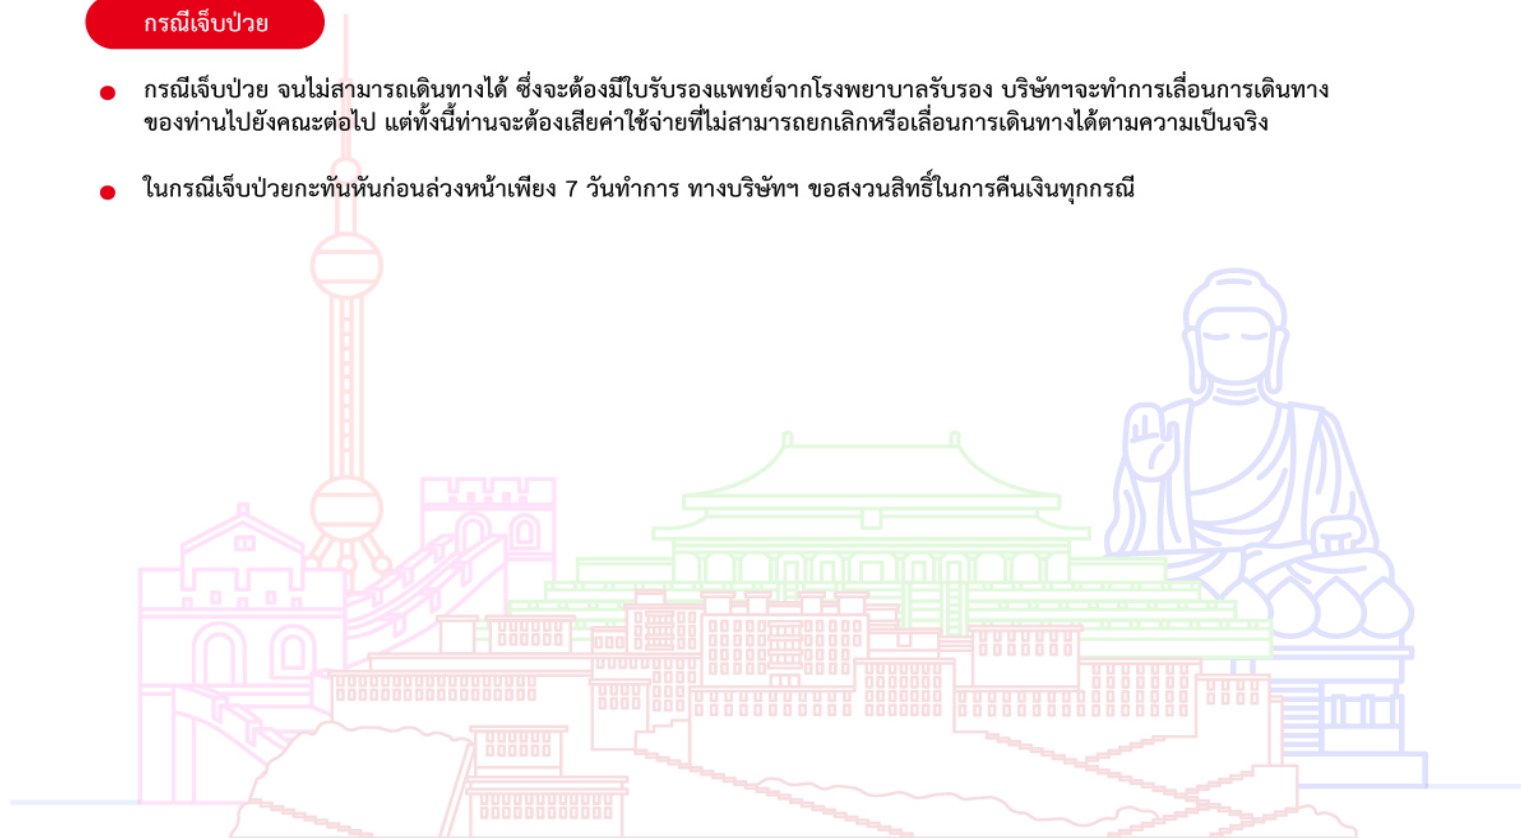 กรณีเจ็บป่วย
กรณีเจ็บป่วย จนไม่สามารถเดินทางได้ ซึ่งจะต้องมีใบรับรองแพทย์จากโรงพยาบาลรับรอง บริษัทฯจะทำการเลื่อนการเดินทาง
ของท่านไปยังคณะต่อไป แต่ทั้งนี้ท่านจะต้องเสียค่าใช้จ่ายที่ไม่สามารถยกเลิกหรือเลื่อนการเดินทางได้ตามความเป็นจริง
ในกรณีเจ็บป่วยกะทันหันก่อนล่วงหน้าเพียง 7 วันทำการ ทางบริษัทฯ ขอสงวนสิทธิ์ในการคืนเงินทุกกรณี